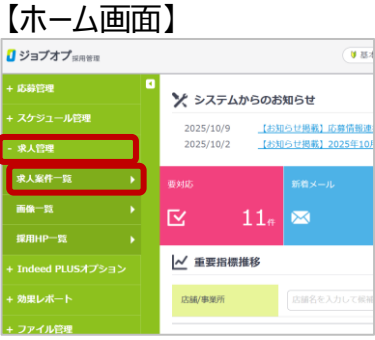 【ホーム画面】
ジョブオプ 採用管理
基本
+ 応募管理
+ スケジュール管理
- 求人管理
求人案件一覧
画像一覧
採用HP一覧
+ Indeed PLUSオプション
+ 効果レポート
+ ファイル管理
システムからのお知らせ
2025/10/9 【お知らせ掲載】応募情報連
2025/10/2 【お知らせ掲載】2025年10月
要対応
11件
新着メール
重要指標推移
店舗/事業所
店舗名を入力して候補